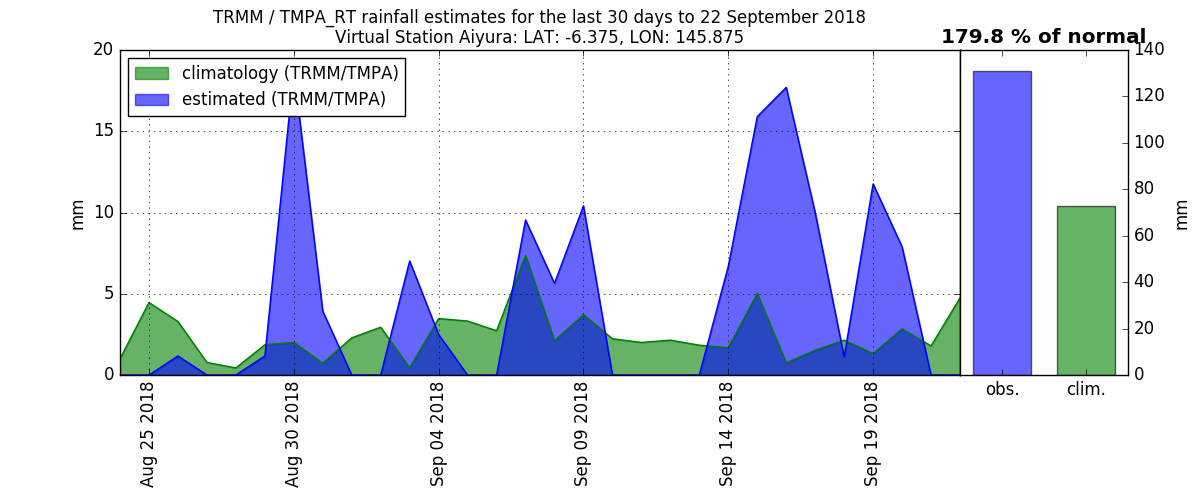 TRMM / TMPA_RT rainfall estimates for the last 30 days to 22 September 2018
Virtual Station Aiyura: LAT: -6.375, LON: 145.875
179.8 % of normal
climatology (TRMM/TMPA)
estimated (TRMM/TMPA)
20
15
10
5
0
mm
140
120
100
80
60
40
20
0
mm
obs.
clim.
Aug 25 2018
Aug 30 2018
Sep 04 2018
Sep 09 2018
Sep 14 2018
Sep 19 2018